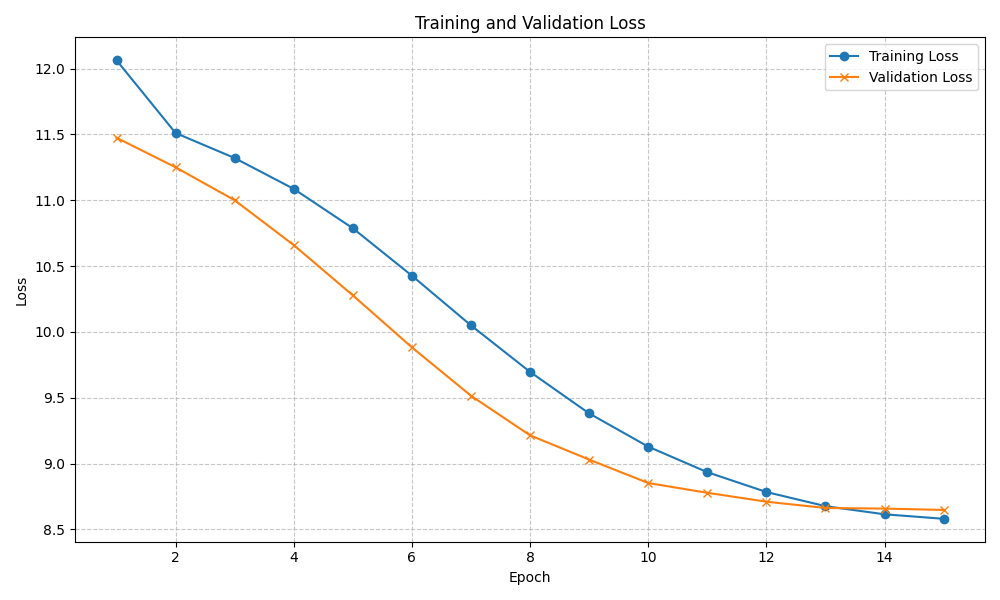 Training and Validation Loss
Training Loss
Validation Loss
12.0
11.5
11.0
10.5
10.0
9.5
9.0
8.5
Loss
2 4 6 8 10 12 14
Epoch